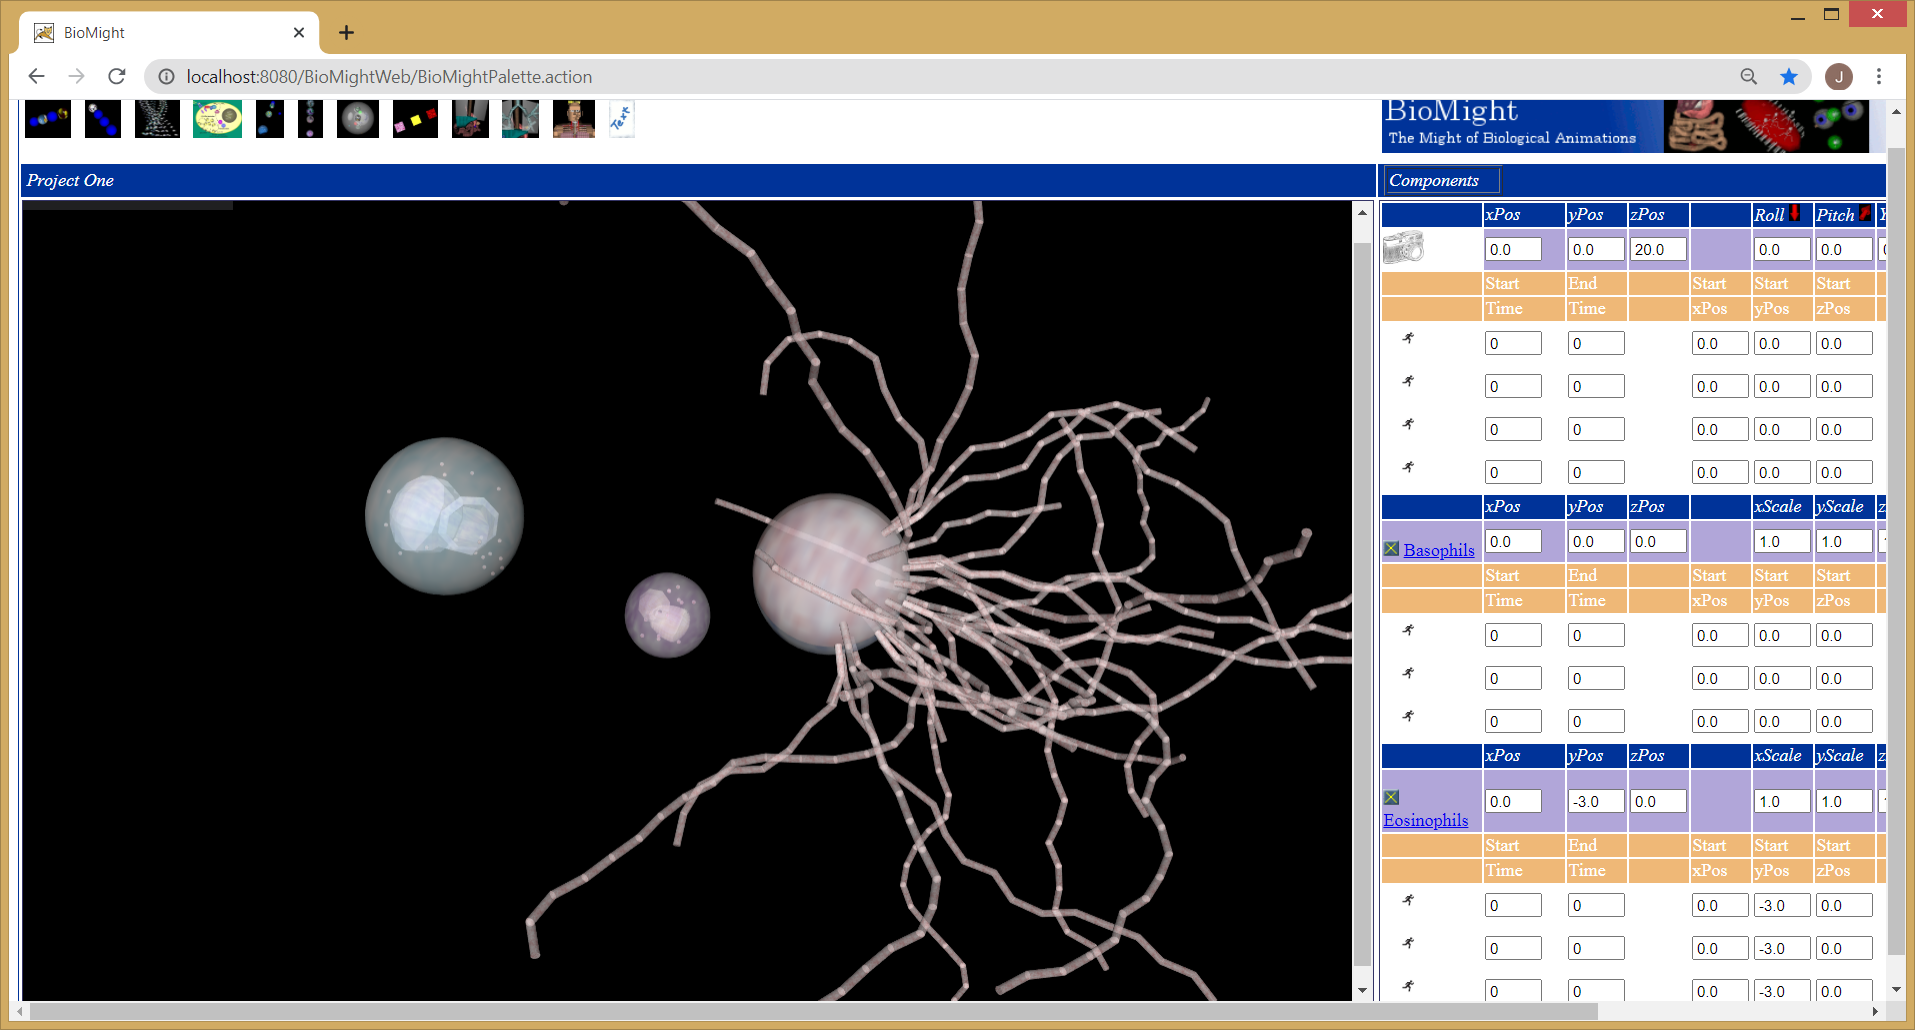 BioMight
localhost:8080/BioMightWeb/BioMightPalette.action
J
Text
BioMight
The Might of Biological Animations
Project One
Components
xPos yPos zPos Roll Pitch Y
0.0 0.0 20.0 0.0 0.0
Start End Start Start Start
Time Time xPos yPos zPos
0 0 0.0 0.0 0.0
0 0 0.0 0.0 0.0
0 0 0.0 0.0 0.0
0 0 0.0 0.0 0.0
xPos yPos zPos xScale yScale z
Basophils 0.0 0.0 0.0 1.0 1.0
Start End Start Start Start
Time Time xPos yPos zPos
0 0 0.0 0.0 0.0
0 0 0.0 0.0 0.0
0 0 0.0 0.0 0.0
xPos yPos zPos xScale yScale z
Eosinophils 0.0 -3.0 0.0 1.0 1.0
Start End Start Start Start
Time Time xPos yPos zPos
0 0 0.0 -3.0 0.0
0 0 0.0 -3.0 0.0
0 0 0.0 -3.0 0.0